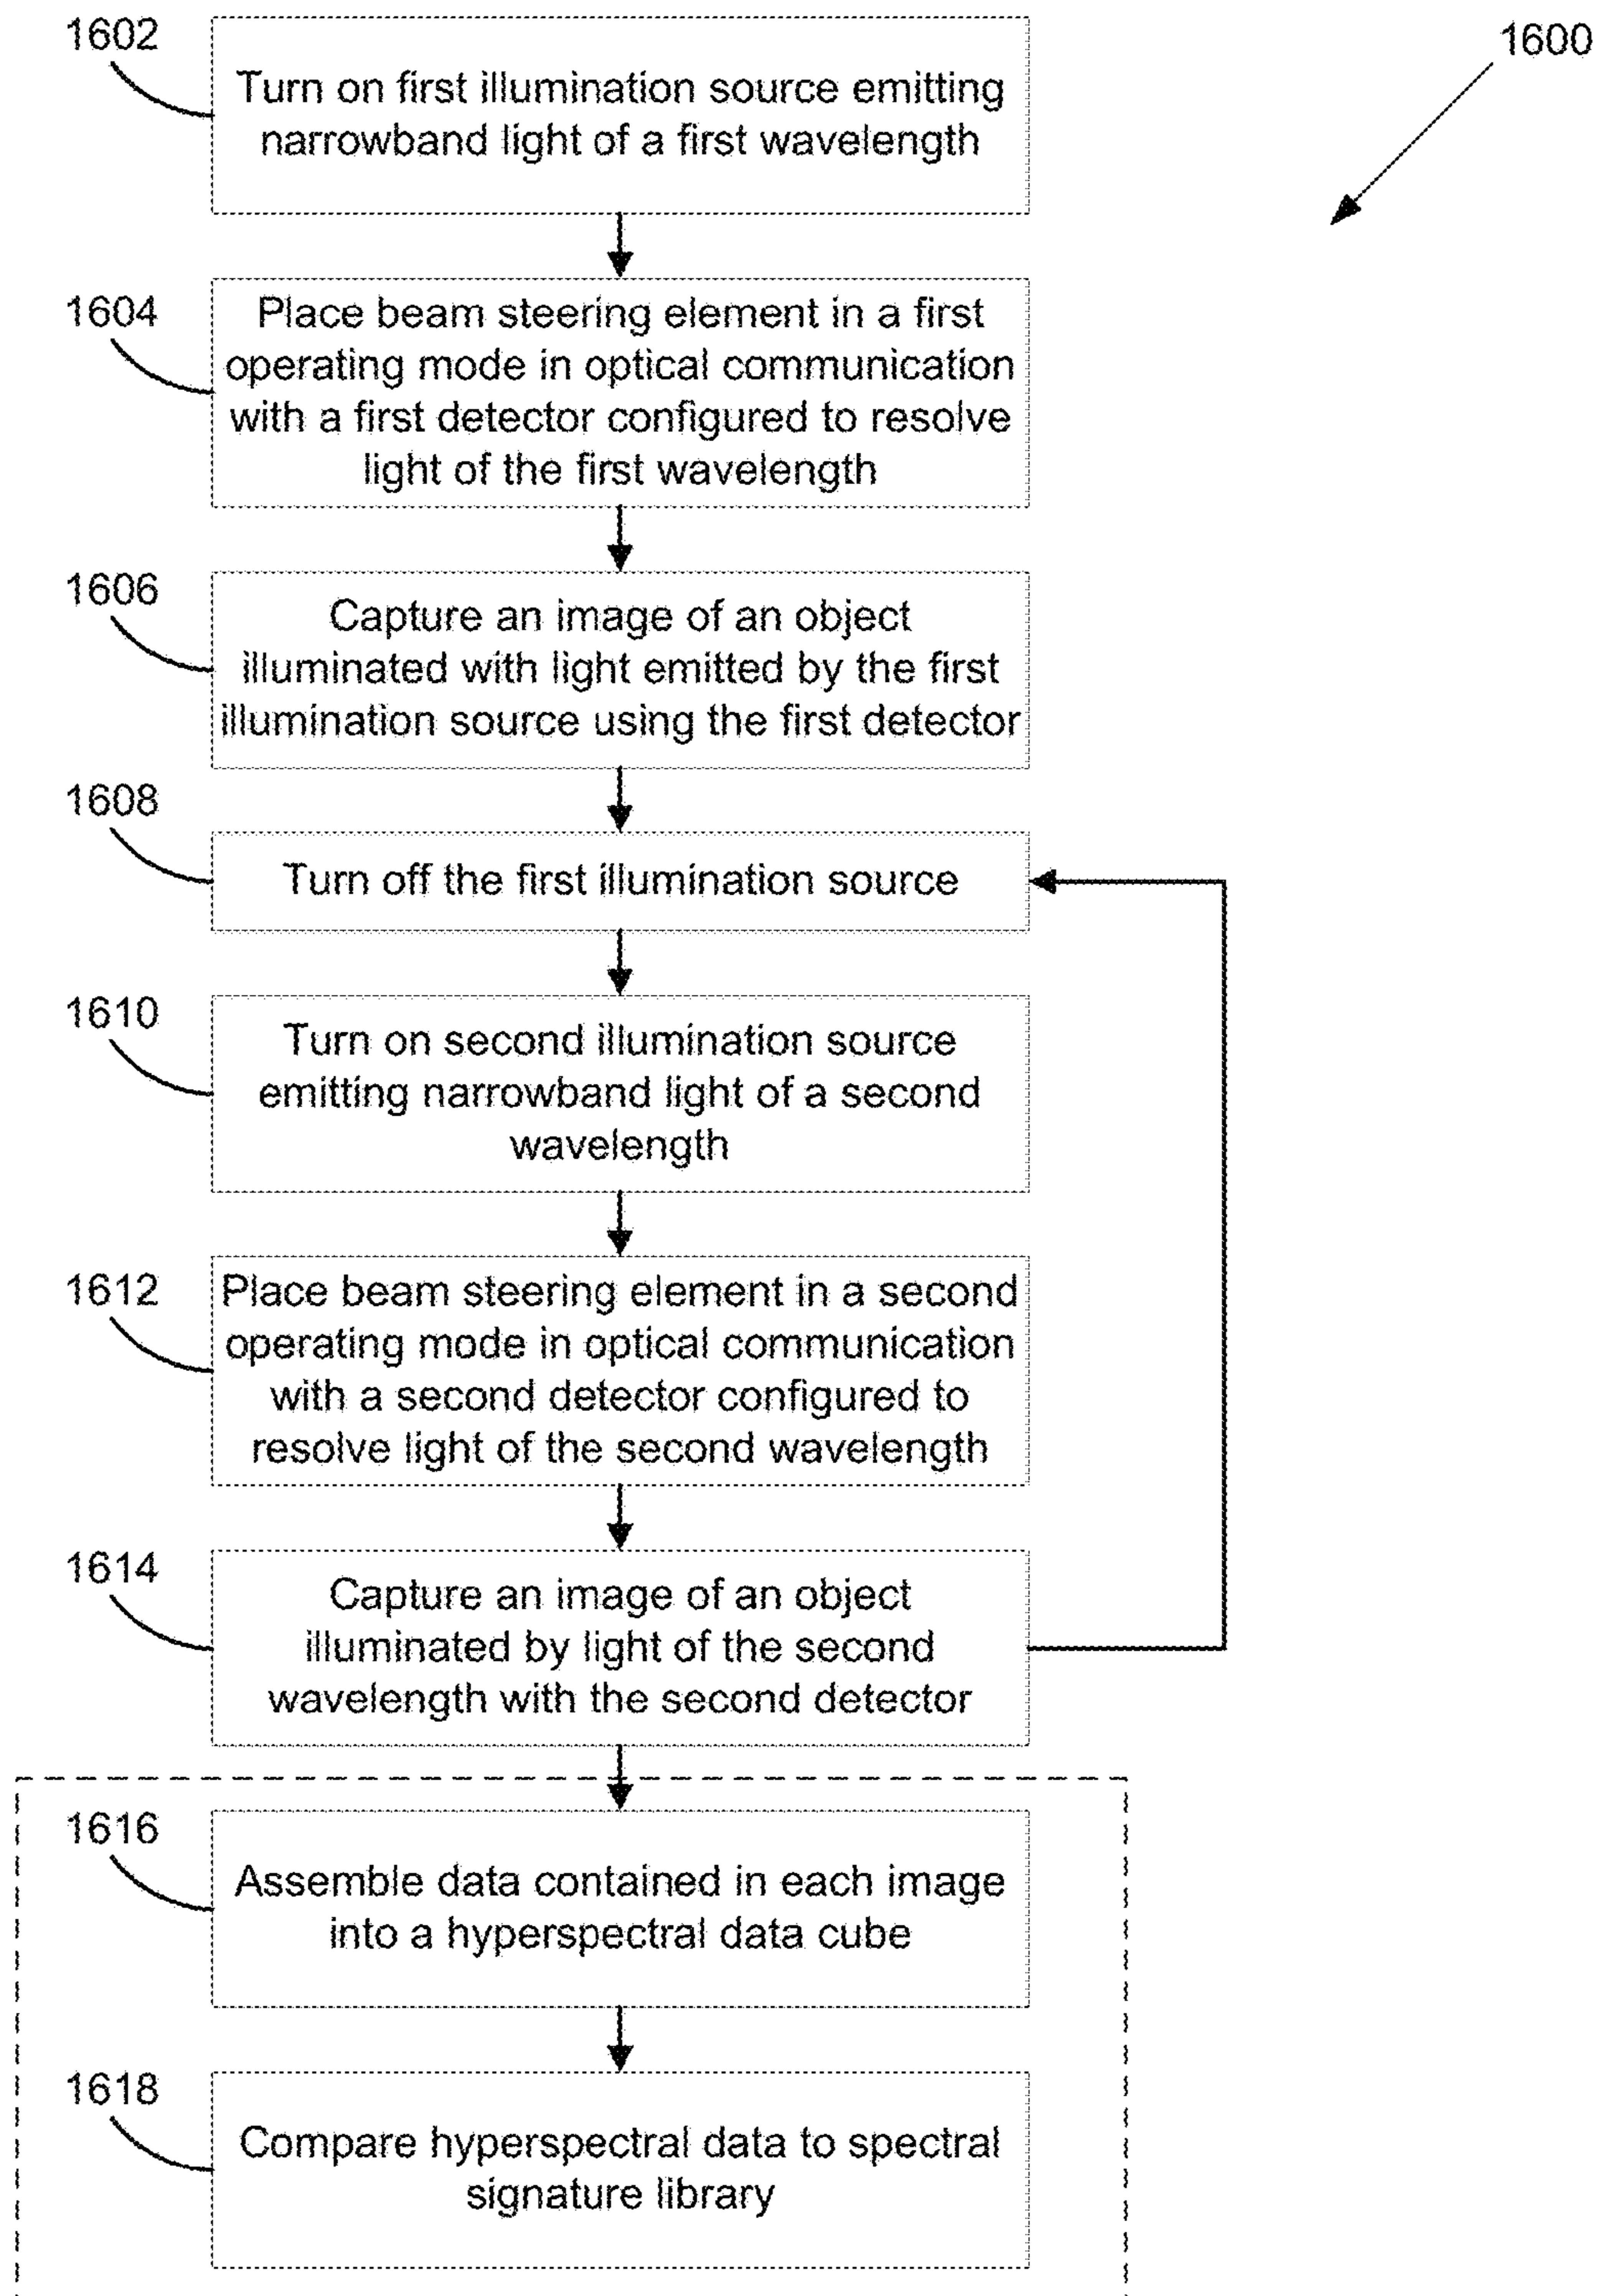 1602
1600
Turn on first illumination source emitting
narrowband light of a first wavelength
1604
Place beam steering element in a first
operating mode in optical communication
with a first detector configured to resolve
light of the first wavelength
1606
Capture an image of an object
illuminated with light emitted by the first
illumination source using the first detector
1608
Turn off the first illumination source
1610
Turn on second illumination source
emitting narrowband light of a second
wavelength
1612
Place beam steering element in a second
operating mode in optical communication
with a second detector configured to
resolve light of the second wavelength
1614
Capture an image of an object
illuminated by light of the second
wavelength with the second detector
1616
Assemble data contained in each image
into a hyperspectral data cube
1618
Compare hyperspectral data to spectral
signature library